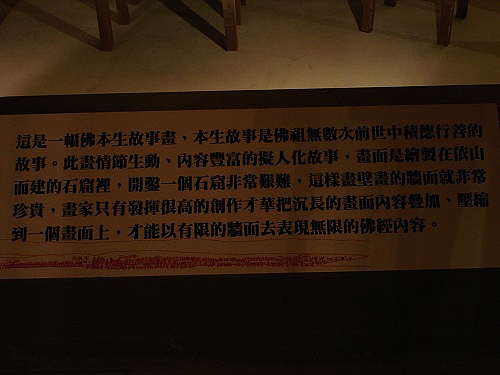 這是一幅佛本生故事畫，本生故事是佛祖無數次前世中積德行善的
故事。此畫情節生動、內容豐富的擬人化故事，畫面是繪製在依山
而建的石窟裡，開鑿一個石窟非常艱難，這樣畫壁畫的牆面就非常
珍貴，畫家只有發揮很高的創作才華把沉長的畫面內容疊加、壓縮
到一個畫面上，才能以有限的牆面去表現無限的佛經內容。